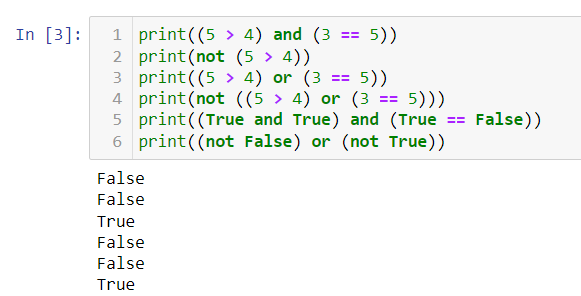 In [3]: 1 print((5 > 4) and (3 == 5))
2 print(not (5 > 4))
3 print((5 > 4) or (3 == 5))
4 print(not ((5 > 4) or (3 == 5)))
5 print((True and True) and (True == False))
6 print((not False) or (not True))
False
False
True
False
False
True